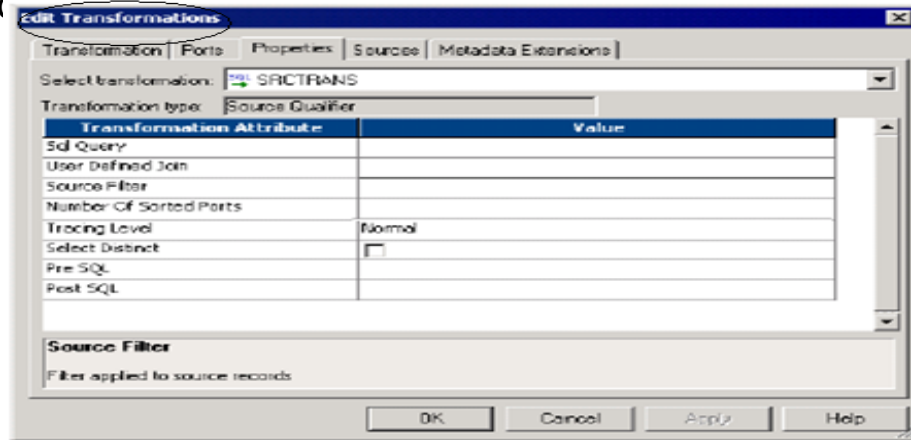 Edit Transformations
Transformation Ports Properties Sources Metadata Extensions
Select transformation: SQL SRCTRANS
Transformation type: Source Qualifier
Transformation Attribute Value
Sql Query
User Defined Join
Source Filter
Number Of Sorted Ports
Tracing Level Normal
Select Distinct
Pre SQL
Post SQL
Source Filter
Filter applied to source records
OK Cancel Apply Help